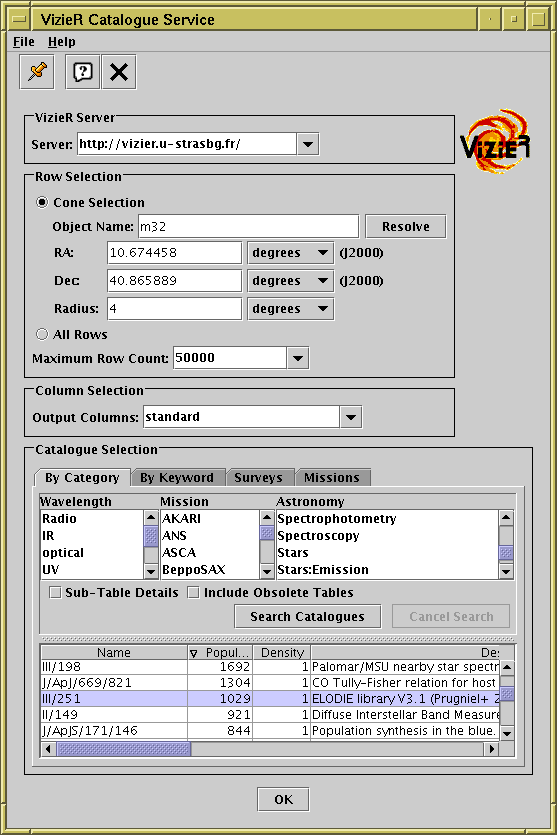 VizieR Catalogue Service
File Help
VizieR Server
Server: http://vizier.u-strasbg.fr/
VizieR
Row Selection
Cone Selection
Object Name: m32 Resolve
RA: 10.674458 degrees (J2000)
Dec: 40.865889 degrees (J2000)
Radius: 4 degrees
All Rows
Maximum Row Count: 50000
Column Selection
Output Columns: standard
Catalogue Selection
By Category By Keyword Surveys Missions
Wavelength Mission Astronomy
Radio AKARI Spectrophotometry
IR ANS Spectroscopy
optical ASCA Stars
UV BeppoSAX Stars:Emission
Sub-Table Details Include Obsolete Tables
Search Catalogues Cancel Search
Name Popul... Density Des
III/198 1692 1 Palomar/MSU nearby star spectr
J/ApJ/669/821 1304 1 CO Tully-Fisher relation for host
III/251 1029 1 ELODIE library V3.1 (Prugniel+ 2
II/149 921 1 Diffuse Interstellar Band Measure
J/ApJS/171/146 844 1 Population synthesis in the blue.
OK